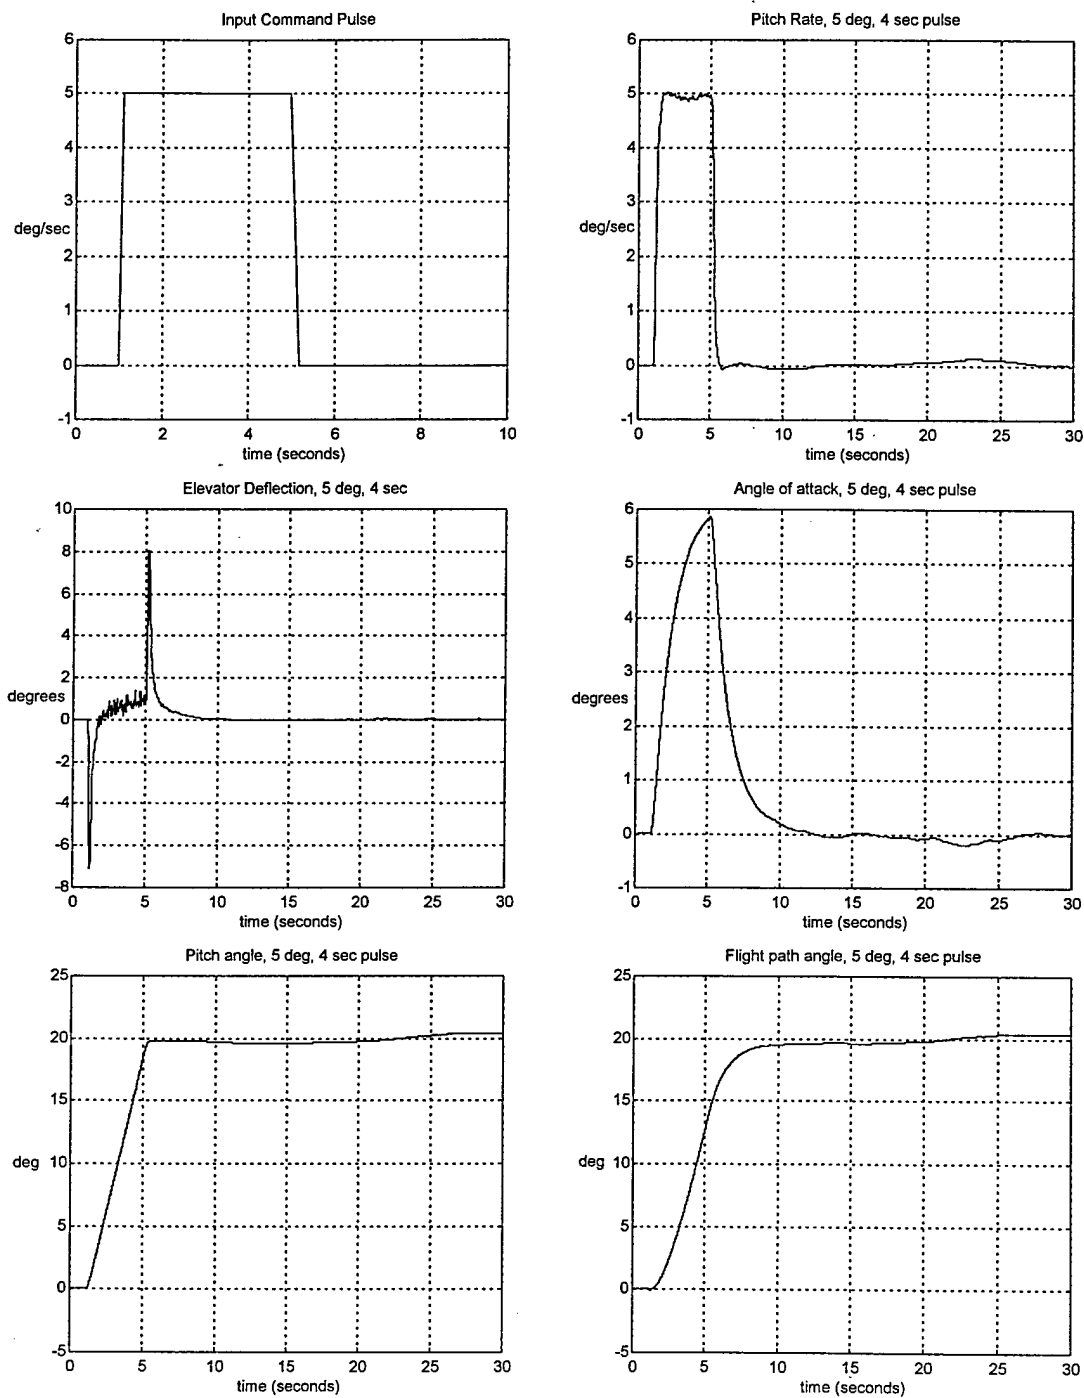 Input Command Pulse
6
5
4
3
deg/sec
2
1
0
-1
0 2 4 6 8 10
time (seconds)
Pitch Rate, 5 deg, 4 sec pulse
6
5
4
3
deg/sec
2
1
0
-1
0 5 10 15 20 25 30
time (seconds)
Elevator Deflection, 5 deg, 4 sec
10
8
6
4
2
degrees
0
-2
-4
-6
-8
0 5 10 15 20 25 30
time (seconds)
Angle of attack, 5 deg, 4 sec pulse
6
5
4
3
degrees
2
1
0
-1
0 5 10 15 20 25 30
time (seconds)
Pitch angle, 5 deg, 4 sec pulse
25
20
15
deg 10
5
0
-5
0 5 10 15 20 25 30
time (seconds)
Flight path angle, 5 deg, 4 sec pulse
25
20
15
deg 10
5
0
-5
0 5 10 15 20 25 30
time (seconds)